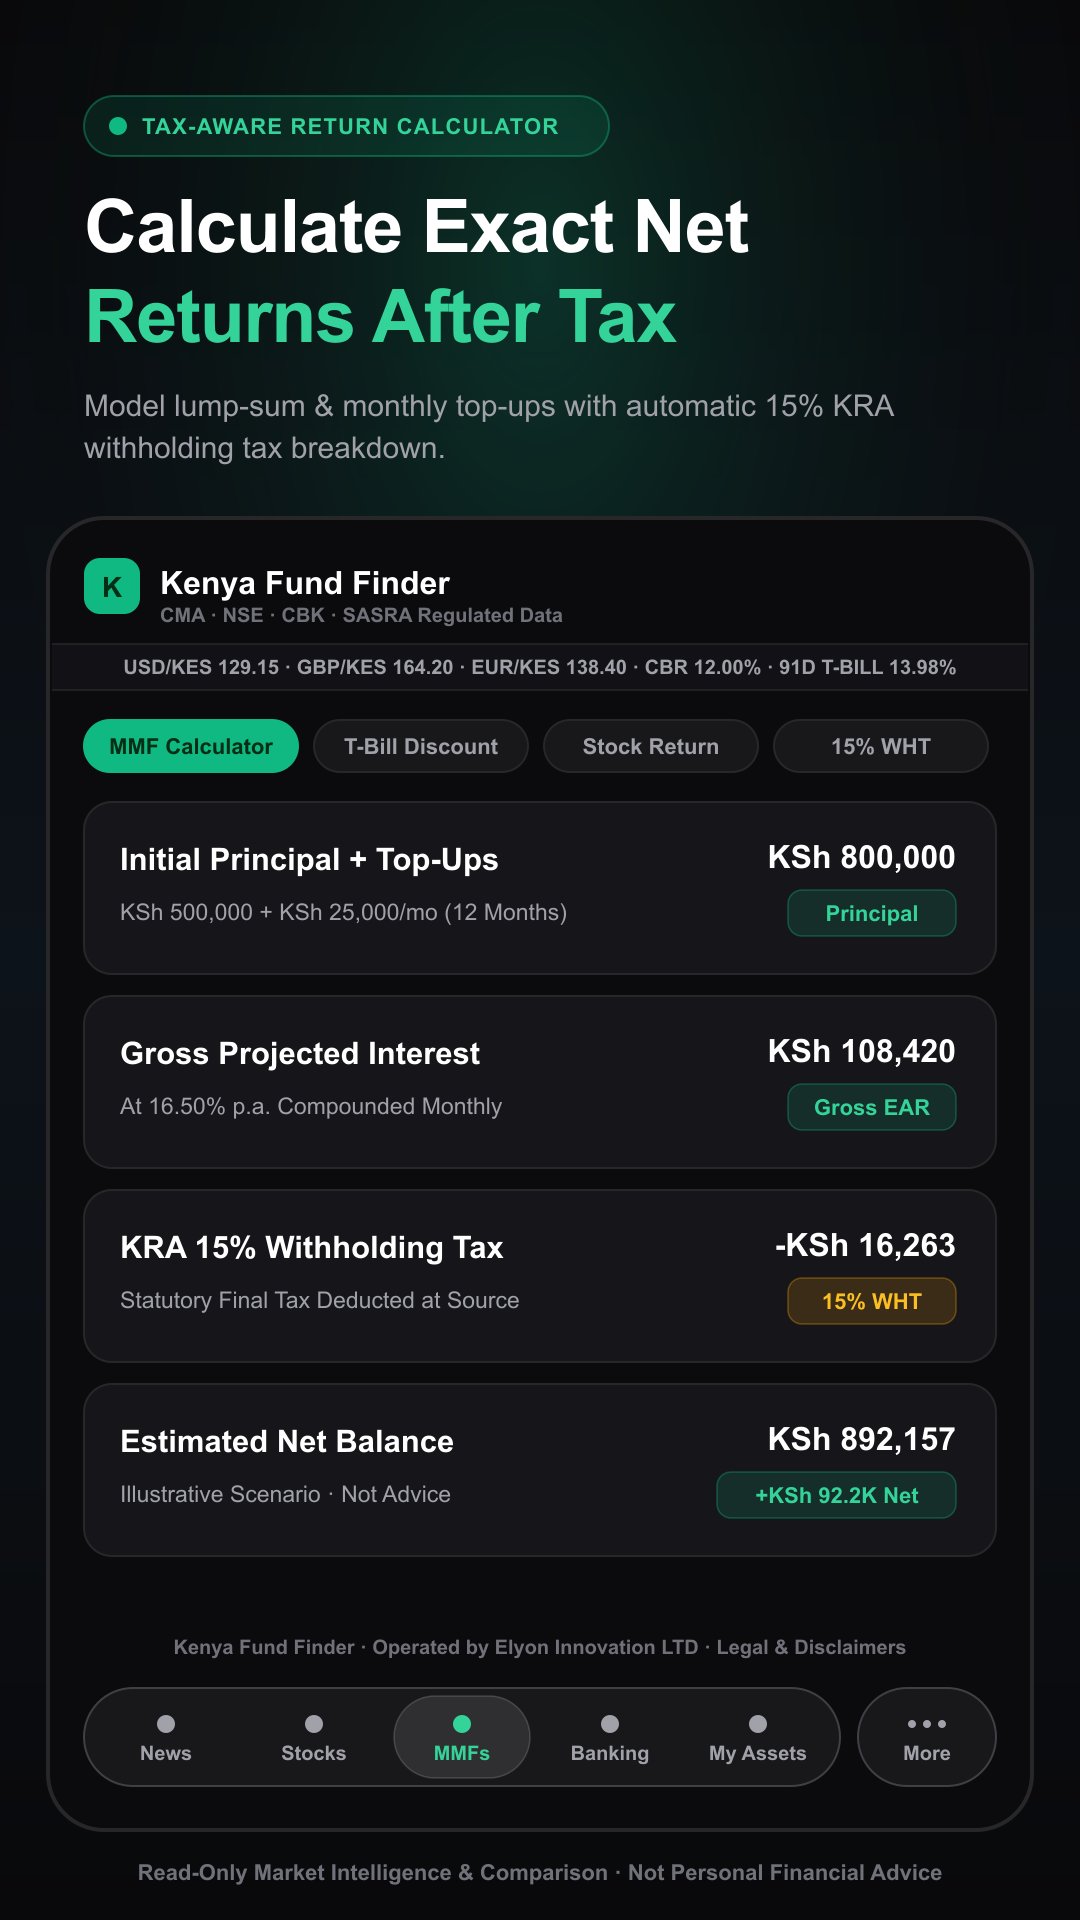 TAX-AWARE RETURN CALCULATOR
Calculate Exact Net
Returns After Tax
Model lump-sum & monthly top-ups with automatic 15% KRA
withholding tax breakdown.
K
Kenya Fund Finder
CMA · NSE · CBK · SASRA Regulated Data
USD/KES 129.15 · GBP/KES 164.20 · EUR/KES 138.40 · CBR 12.00% · 91D T-BILL 13.98%
MMF Calculator
T-Bill Discount
Stock Return
15% WHT
Initial Principal + Top-Ups
KSh 800,000
KSh 500,000 + KSh 25,000/mo (12 Months)
Principal
Gross Projected Interest
KSh 108,420
At 16.50% p.a. Compounded Monthly
Gross EAR
KRA 15% Withholding Tax
-KSh 16,263
Statutory Final Tax Deducted at Source
15% WHT
Estimated Net Balance
KSh 892,157
Illustrative Scenario · Not Advice
+KSh 92.2K Net
Kenya Fund Finder · Operated by Elyon Innovation LTD · Legal & Disclaimers
News
Stocks
MMFs
Banking
My Assets
More
Read-Only Market Intelligence & Comparison · Not Personal Financial Advice